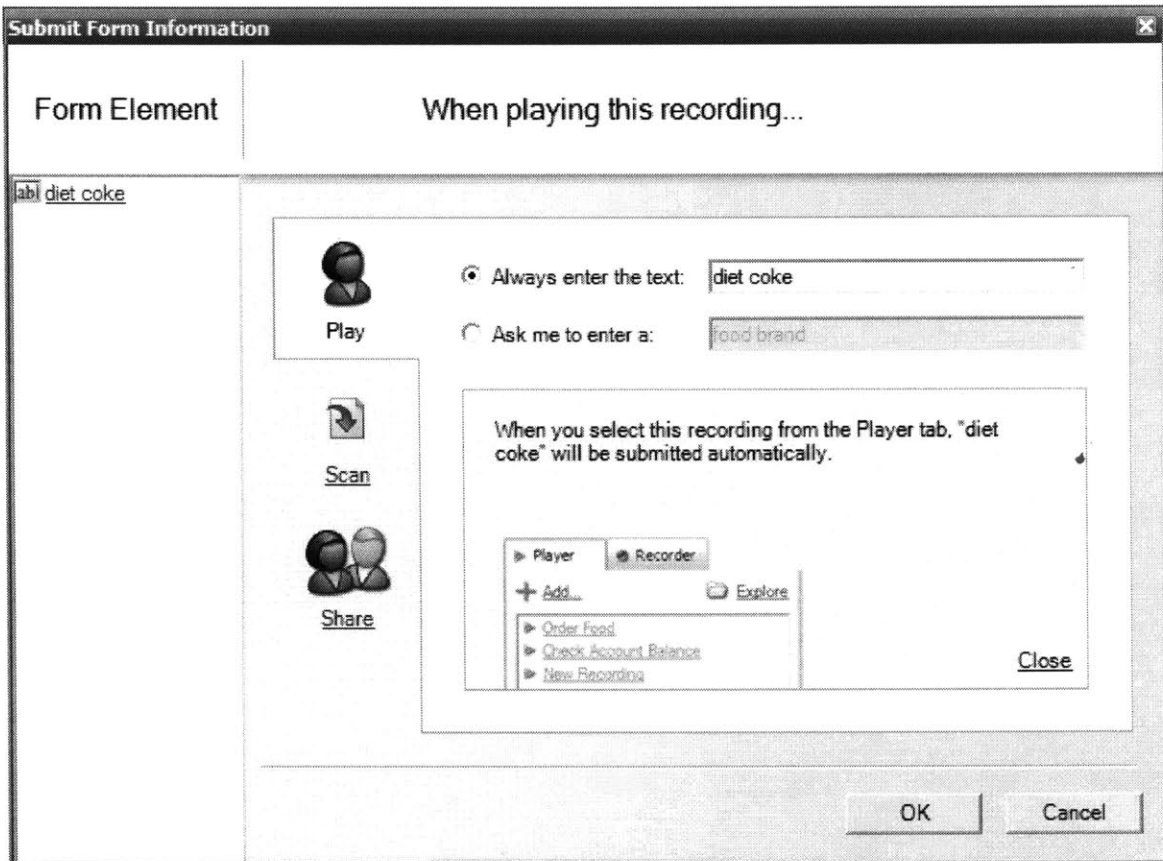 Submit Form Information
Form Element
When playing this recording...
ab diet coke
Play
Always enter the text: diet coke
Ask me to enter a: food brand
Scan
When you select this recording from the Player tab, "diet
coke" will be submitted automatically.
Share
Player Recorder
Add... Explore
Order Food
Check Account Balance
New Recording
Close
OK Cancel